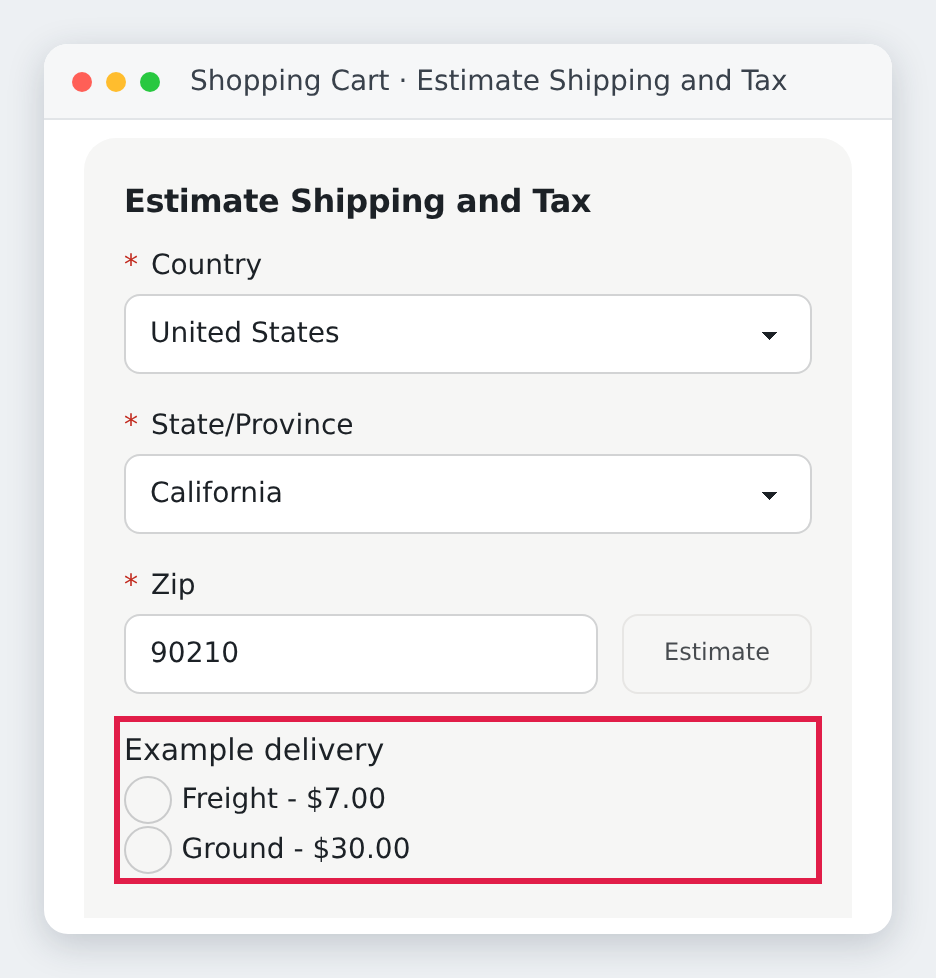 Shopping Cart · Estimate Shipping and Tax
Estimate Shipping and Tax
* Country
United States
* State/Province
California
* Zip
90210
Estimate
Example delivery
Freight - $7.00
Ground - $30.00